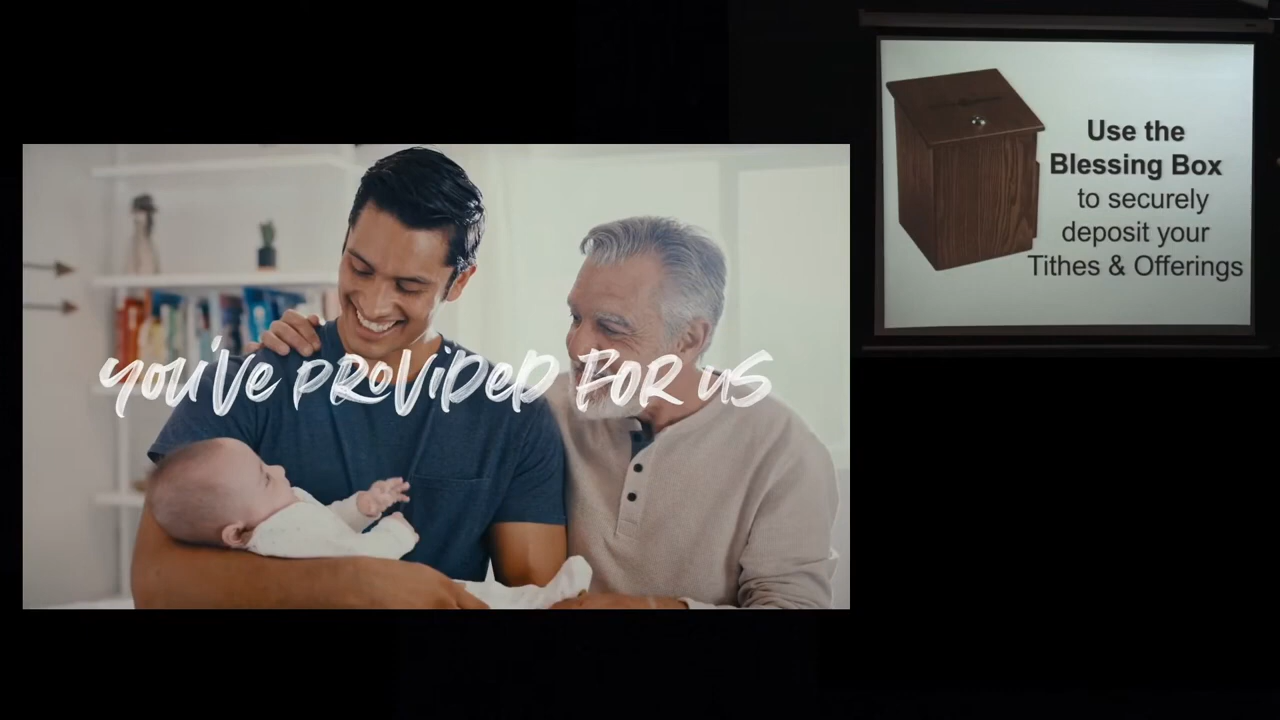 YOU'VE PROVIDED FOR US
Use the
Blessing Box
to securely
deposit your
Tithes & Offerings